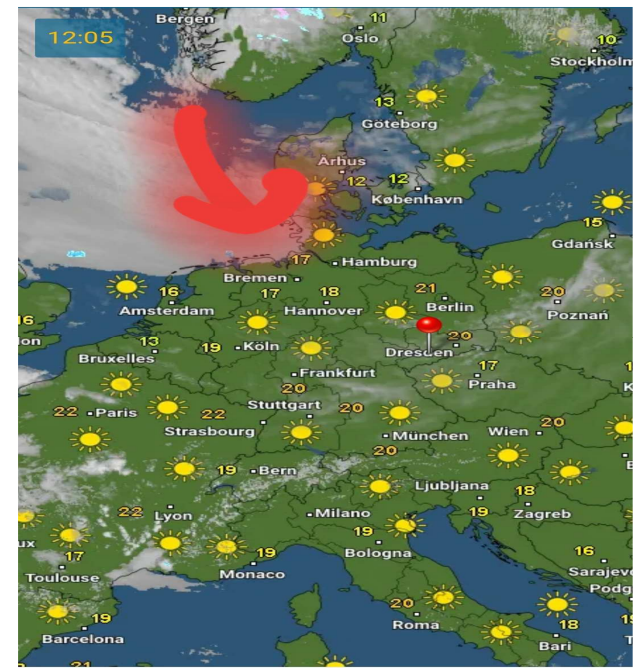 12:05
Bergen
11
Oslo
10
Stockholm
13
Göteborg
Århus
12
12
København
15
Gdańsk
17
Hamburg
Bremen
16
Amsterdam
17
18
Hannover
21
Berlin
20
Poznań
16
13
Bruxelles
19
Köln
Dresden
20
Frankfurt
17
Praha
20
22
Paris
22
Stuttgart
20
Strasbourg
München
Wien
20
20
19
Bern
Ljubljana
18
22
Lyon
Milano
19
Zagreb
19
Bologna
17
Toulouse
19
Monaco
16
20
Roma
19
Barcelona
18
Bari
21